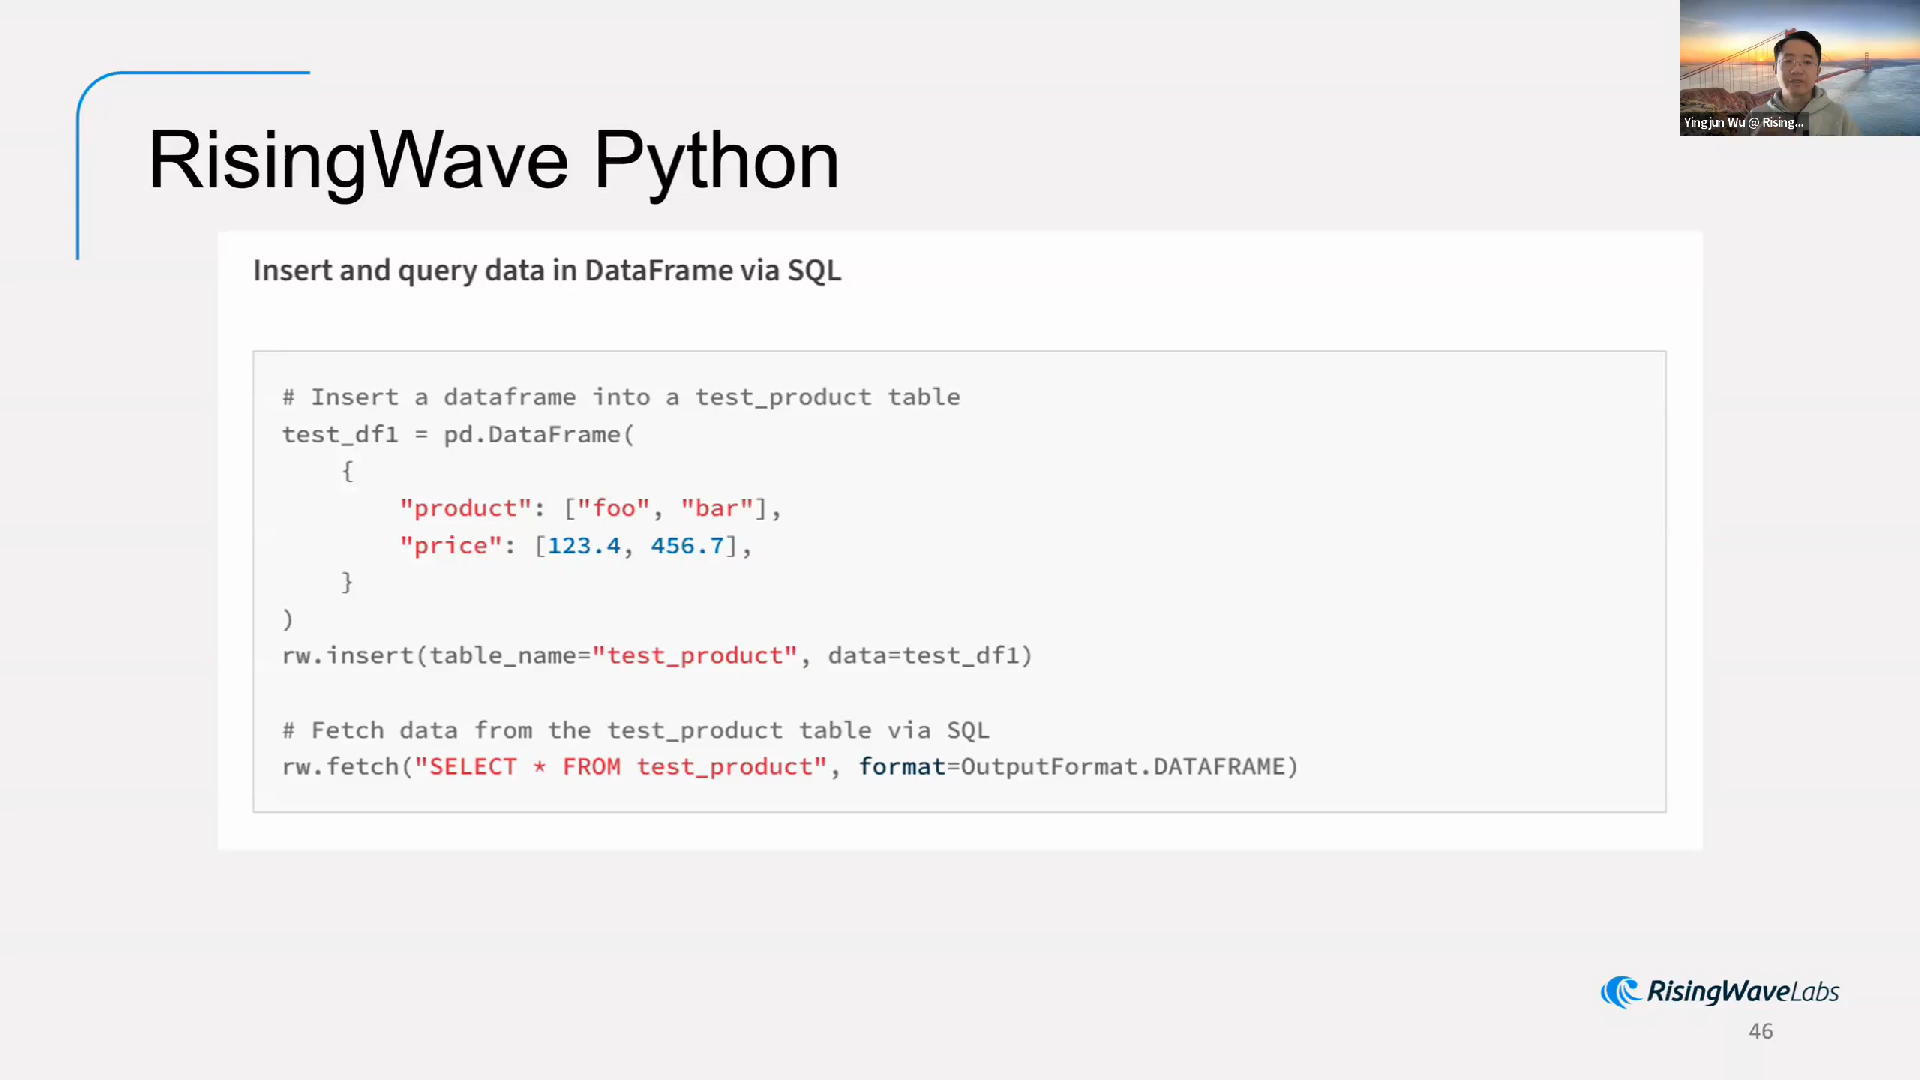 Yingjun Wu @ Rising...
RisingWave Python
Insert and query data in DataFrame via SQL
# Insert a dataframe into a test_product table
test_df1 = pd.DataFrame(
{
"product": ["foo", "bar"],
"price": [123.4, 456.7],
}
)
rw.insert(table_name="test_product", data=test_df1)
# Fetch data from the test_product table via SQL
rw.fetch("SELECT * FROM test_product", format=OutputFormat.DATAFRAME)
RisingWaveLabs
46